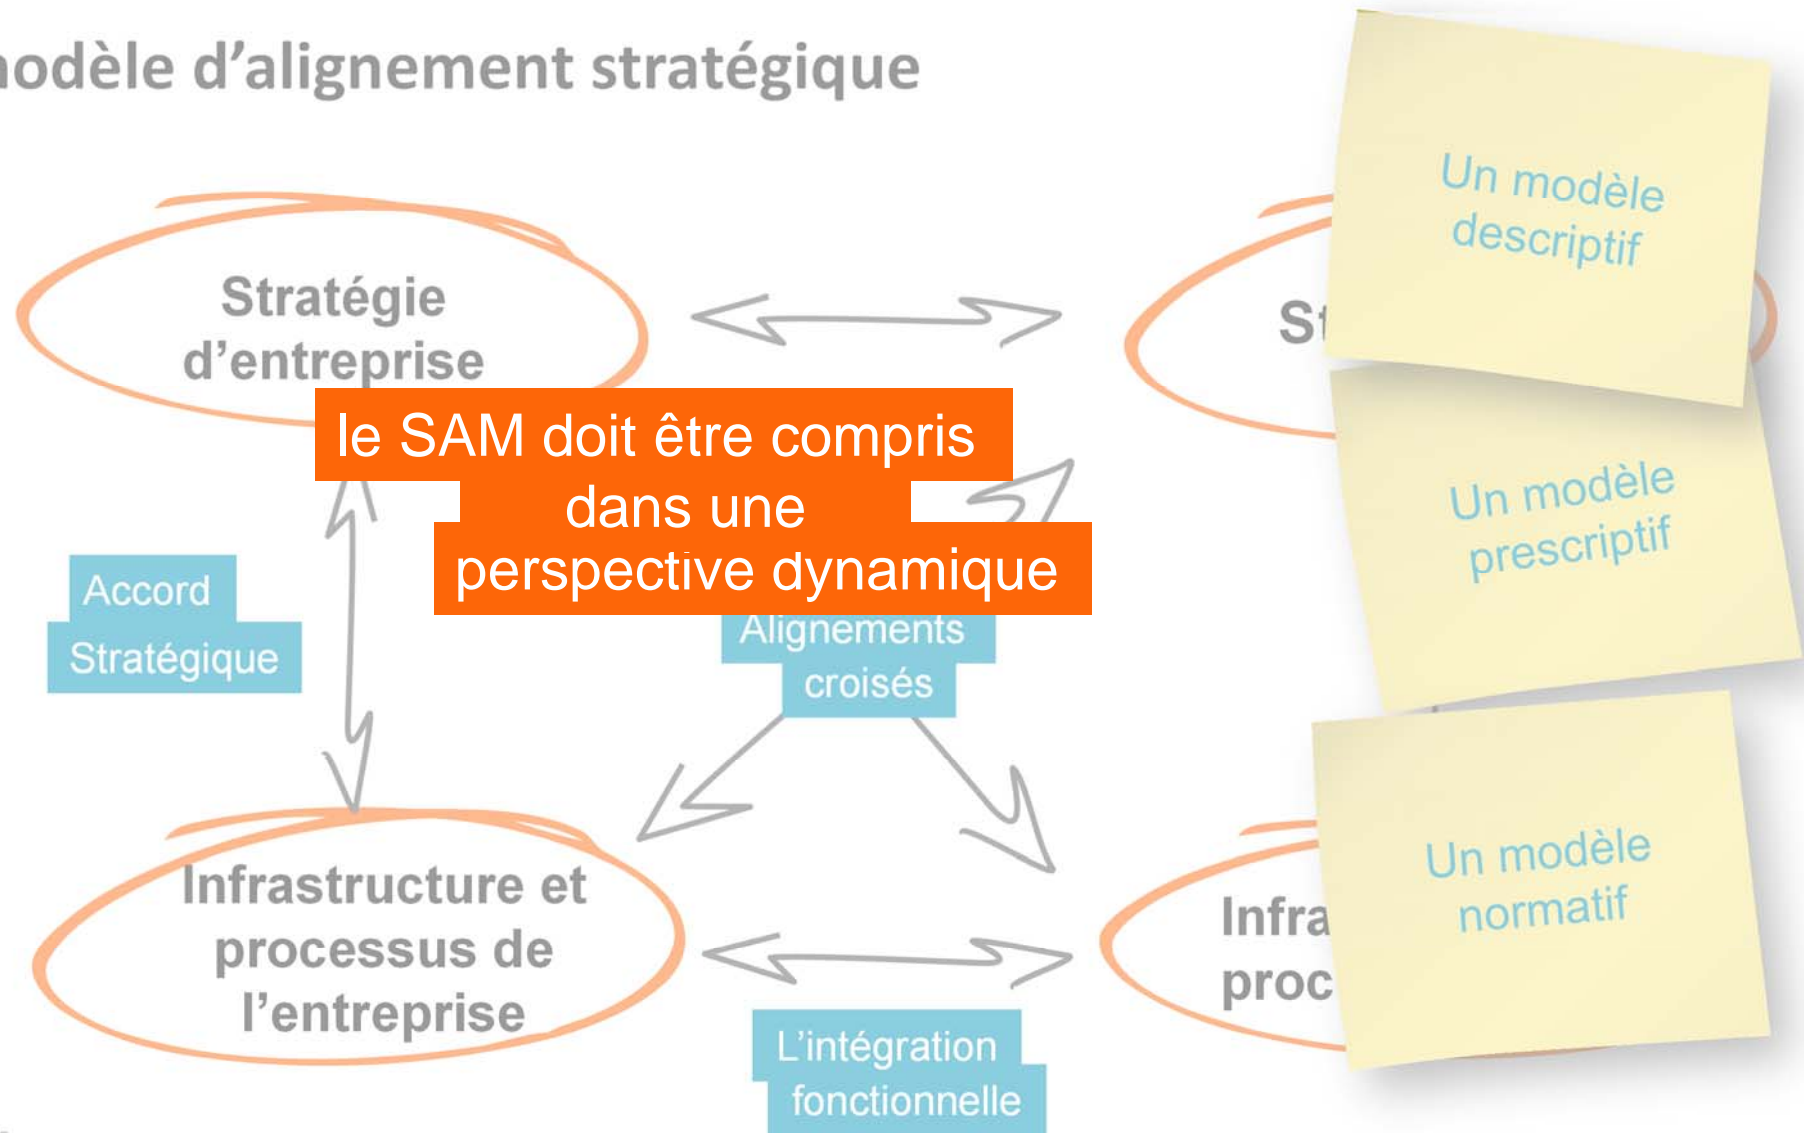 d'alignement stratégique
Stratégie
d'entreprise
le SAM doit être compris
dans une
perspective dynamique
Accord
Stratégique
Alignements
croisés
Infrastructure et
processus de
l'entreprise
L'intégration
fonctionnelle
Un modèle
descriptif
Un modèle
prescriptif
Un modèle
normatif